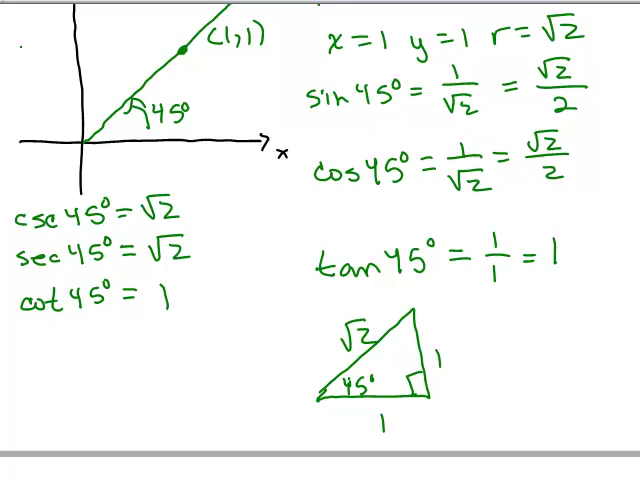 (1,1)
45°
x
csc 45° = √2
sec 45° = √2
cot 45° = 1
x = 1 y = 1 r = √2
sin 45° = 1/√2 = √2/2
cos 45° = 1/√2 = √2/2
tan 45° = 1/1 = 1
√2
1
45°
1